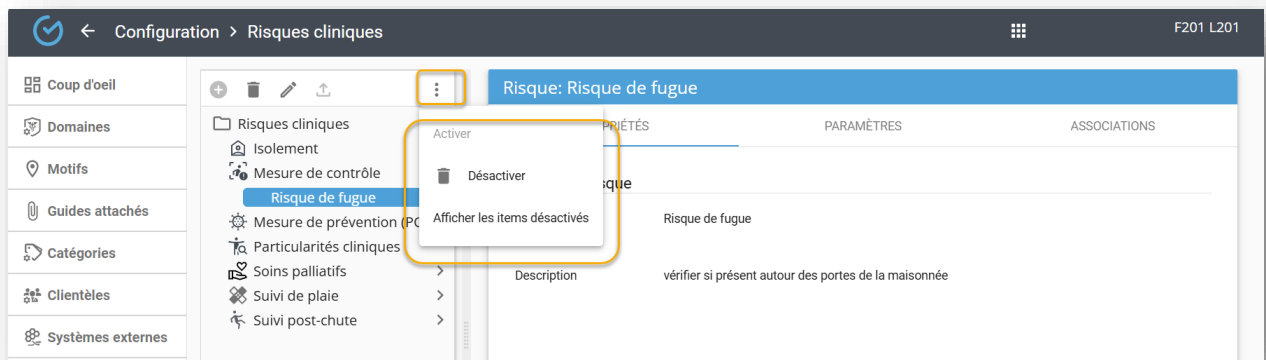 Configuration > Risques cliniques
F201 L201
Coup d'oeil
Domaines
Motifs
Guides attachés
Catégories
Clientèles
Systèmes externes
Risques cliniques
Isolement
Mesure de contrôle
Risque de fugue
Mesure de prévention (PC
Particularités cliniques
Soins palliatifs
Suivi de plaie
Suivi post-chute
Activer
Désactiver
Afficher les items désactivés
Risque: Risque de fugue
PRIÉTÉS PARAMÈTRES ASSOCIATIONS
sque
Risque de fugue
Description vérifier si présent autour des portes de la maisonnée